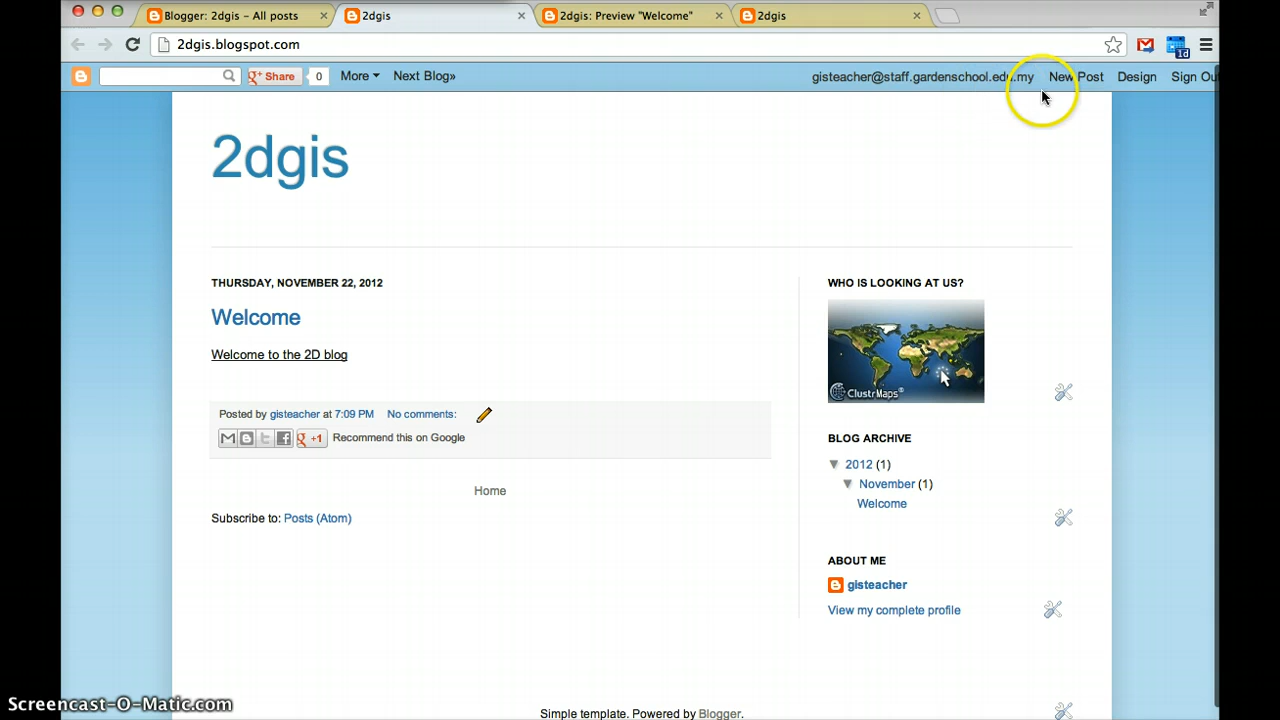 Blogger: 2dgis - All posts
2dgis
2dgis: Preview "Welcome"
2dgis
2dgis.blogspot.com
1d
Share
0
More
Next Blog»
gisteacher@staff.gardenschool.edu.my
New Post
Design
Sign Ou
2dgis
THURSDAY, NOVEMBER 22, 2012
Welcome
Welcome to the 2D blog
Posted by gisteacher at 7:09 PM No comments:
+1 Recommend this on Google
Home
Subscribe to: Posts (Atom)
WHO IS LOOKING AT US?
ClustrMaps®
BLOG ARCHIVE
▼ 2012 (1)
▼ November (1)
Welcome
ABOUT ME
gisteacher
View my complete profile
Simple template. Powered by Blogger.
Screencast-O-Matic.com